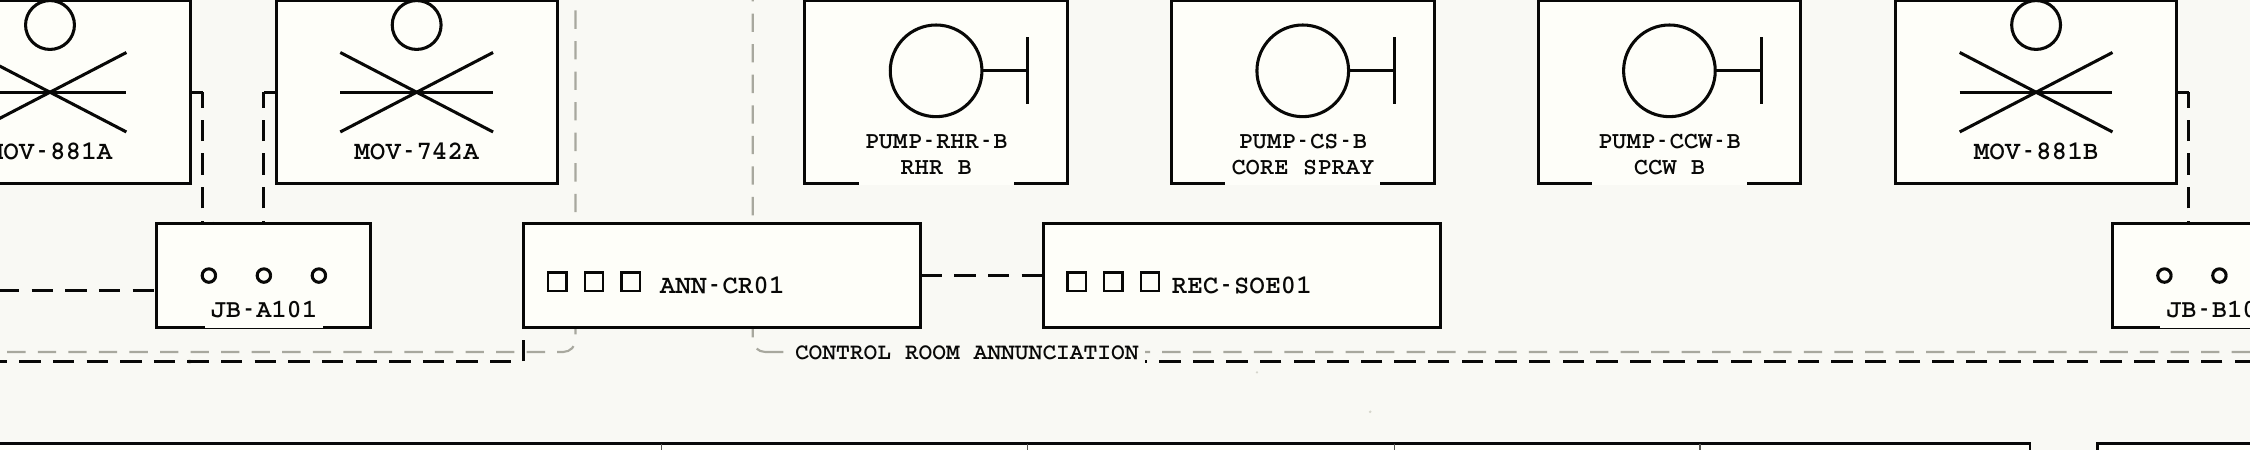 MOV-742A
PUMP-RHR-B
RHR B
PUMP-CS-B
CORE SPRAY
PUMP-CCW-B
CCW B
MOV-881B
JB-A101
ANN-CR01
REC-SOE01
CONTROL ROOM ANNUNCIATION